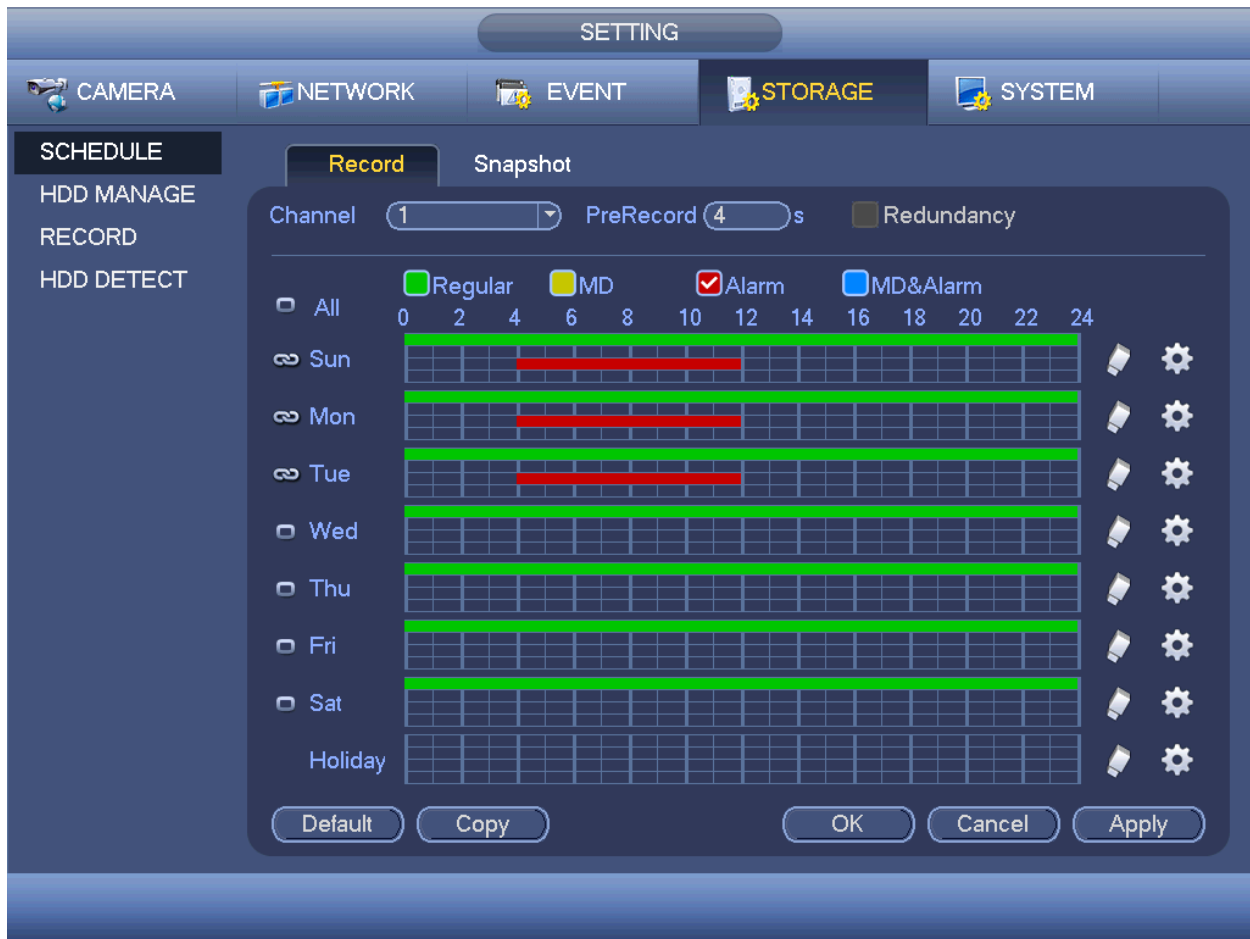 SETTING
CAMERA NETWORK EVENT STORAGE SYSTEM
SCHEDULE
HDD MANAGE
RECORD
HDD DETECT
Record Snapshot
Channel 1 PreRecord 4 s Redundancy
Regular MD Alarm MD&Alarm
All 0 2 4 6 8 10 12 14 16 18 20 22 24
Sun
Mon
Tue
Wed
Thu
Fri
Sat
Holiday
Default Copy OK Cancel Apply